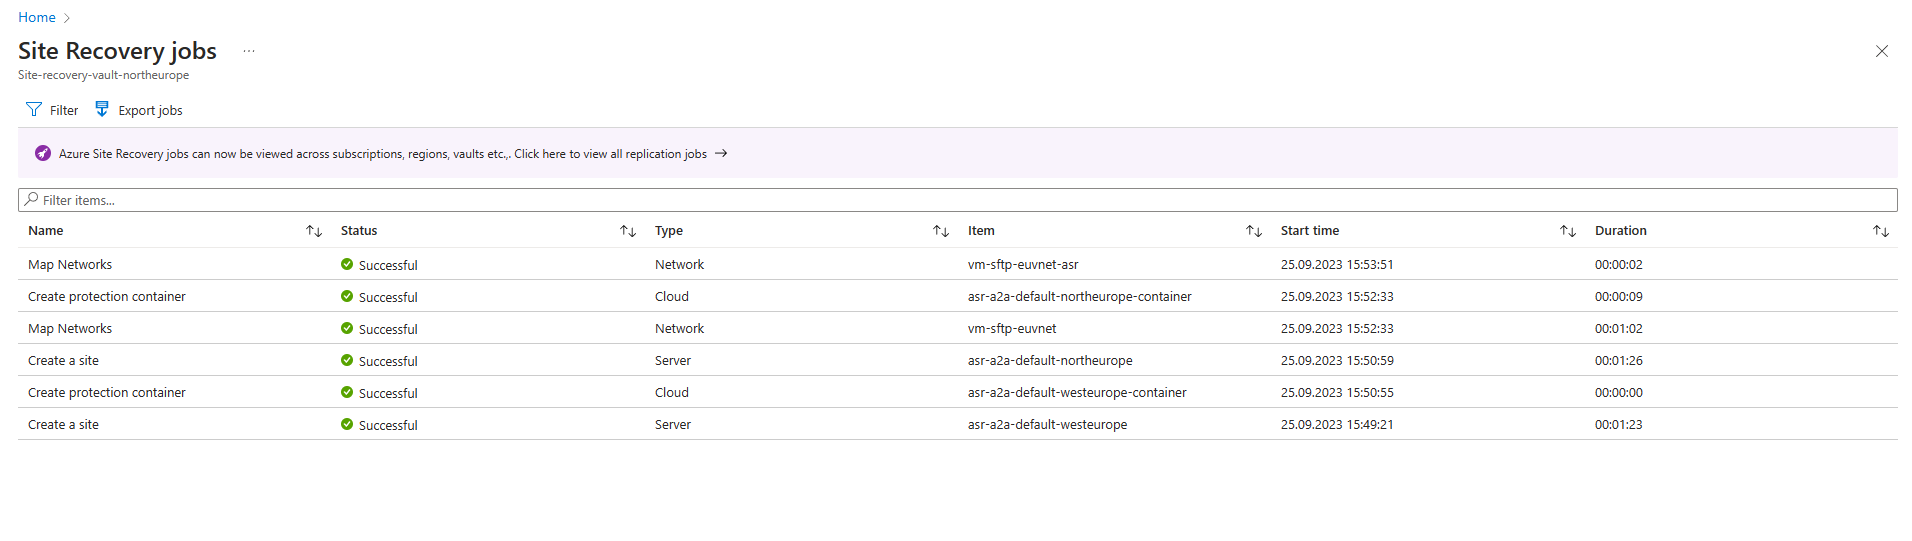 Home
Site Recovery jobs ...
Site-recovery-vault-northeurope
Filter Export jobs
Azure Site Recovery jobs can now be viewed across subscriptions, regions, vaults etc.,. Click here to view all replication jobs →
Filter items...
Name Status Type Item Start time Duration
Map Networks Successful Network vm-sftp-euvnet-asr 25.09.2023 15:53:51 00:00:02
Create protection container Successful Cloud asr-a2a-default-northeurope-container 25.09.2023 15:52:33 00:00:09
Map Networks Successful Network vm-sftp-euvnet 25.09.2023 15:52:33 00:01:02
Create a site Successful Server asr-a2a-default-northeurope 25.09.2023 15:50:59 00:01:26
Create protection container Successful Cloud asr-a2a-default-westeurope-container 25.09.2023 15:50:55 00:00:00
Create a site Successful Server asr-a2a-default-westeurope 25.09.2023 15:49:21 00:01:23